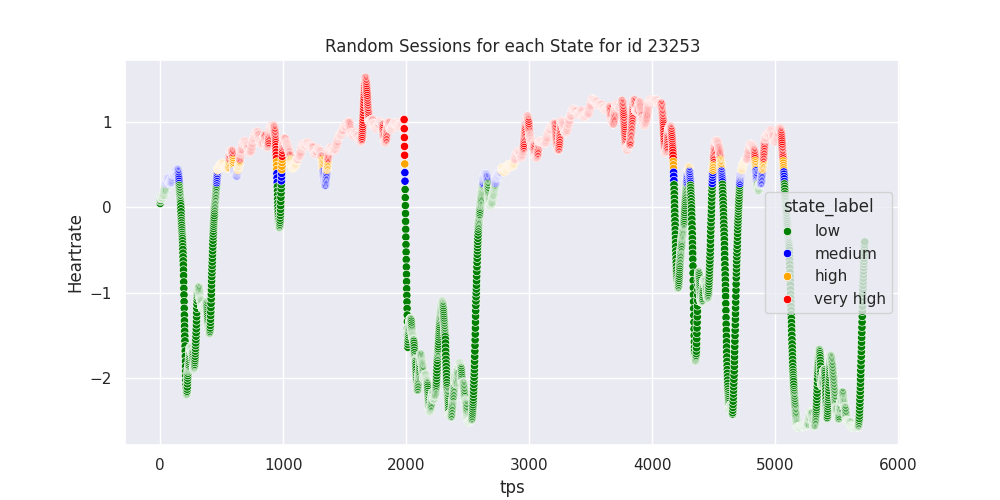 Random Sessions for each State for id 23253
Heartrate
1
0
−1
−2
state_label
low
medium
high
very high
0 1000 2000 3000 4000 5000 6000
tps